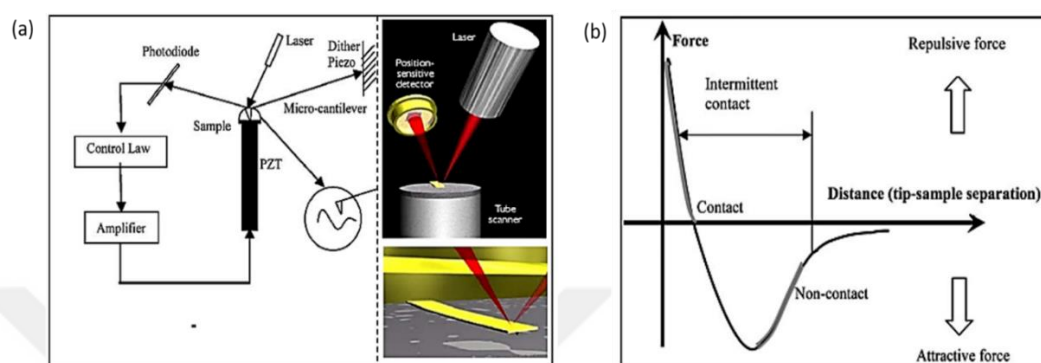 (a)
Photodiode
Laser
Dither
Piezo
Micro-cantilever
Sample
PZT
Control Law
Amplifier
Laser
Position-
sensitive
detector
Tube
scanner
(b)
Force
Repulsive force
Intermittent
contact
Distance (tip-sample separation)
Contact
Non-contact
Attractive force